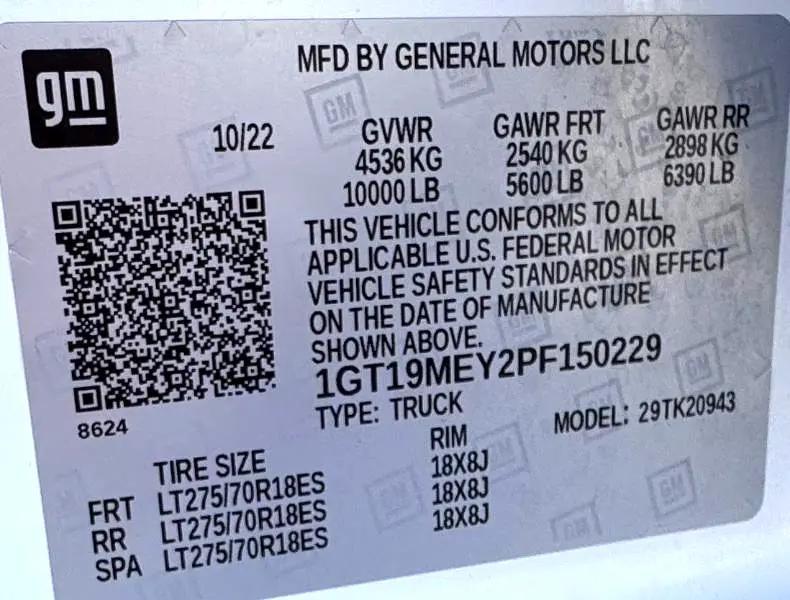 gm
MFD BY GENERAL MOTORS LLC
10/22
GVWR GAWR FRT GAWR RR
4536 KG 2540 KG 2898 KG
10000 LB 5600 LB 6390 LB
THIS VEHICLE CONFORMS TO ALL
APPLICABLE U.S. FEDERAL MOTOR
VEHICLE SAFETY STANDARDS IN EFFECT
ON THE DATE OF MANUFACTURE
SHOWN ABOVE.
1GT19MEY2PF150229
8624
TYPE: TRUCK MODEL: 29TK20943
TIRE SIZE RIM
FRT LT275/70R18ES 18X8J
RR LT275/70R18ES 18X8J
SPA LT275/70R18ES 18X8J